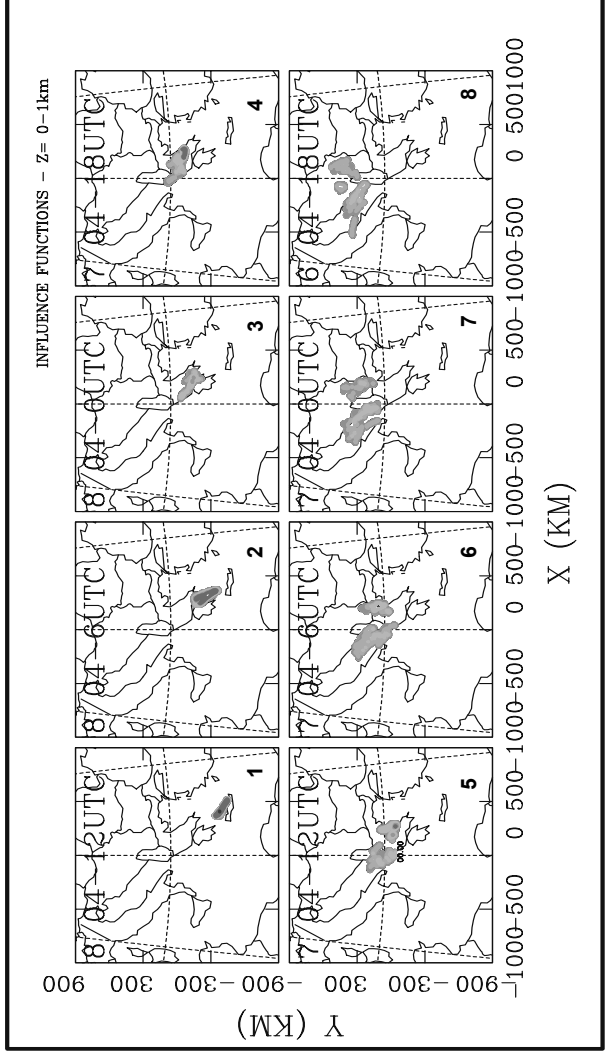 INFLUENCE FUNCTIONS - Z= 0-1km
8 04-12UTC
1
8 04-6UTC
2
8 04-0UTC
3
7 04-18UTC
4
7 04-12UTC
00.00
5
7 04-6UTC
6
7 04-0UTC
7
6 04-18UTC
8
900 300 -300-900 300 -300-900
Y (KM)
-1000-500 0 500-1000-500 0 500-1000-500 0 500-1000-500 0 5001000
X (KM)